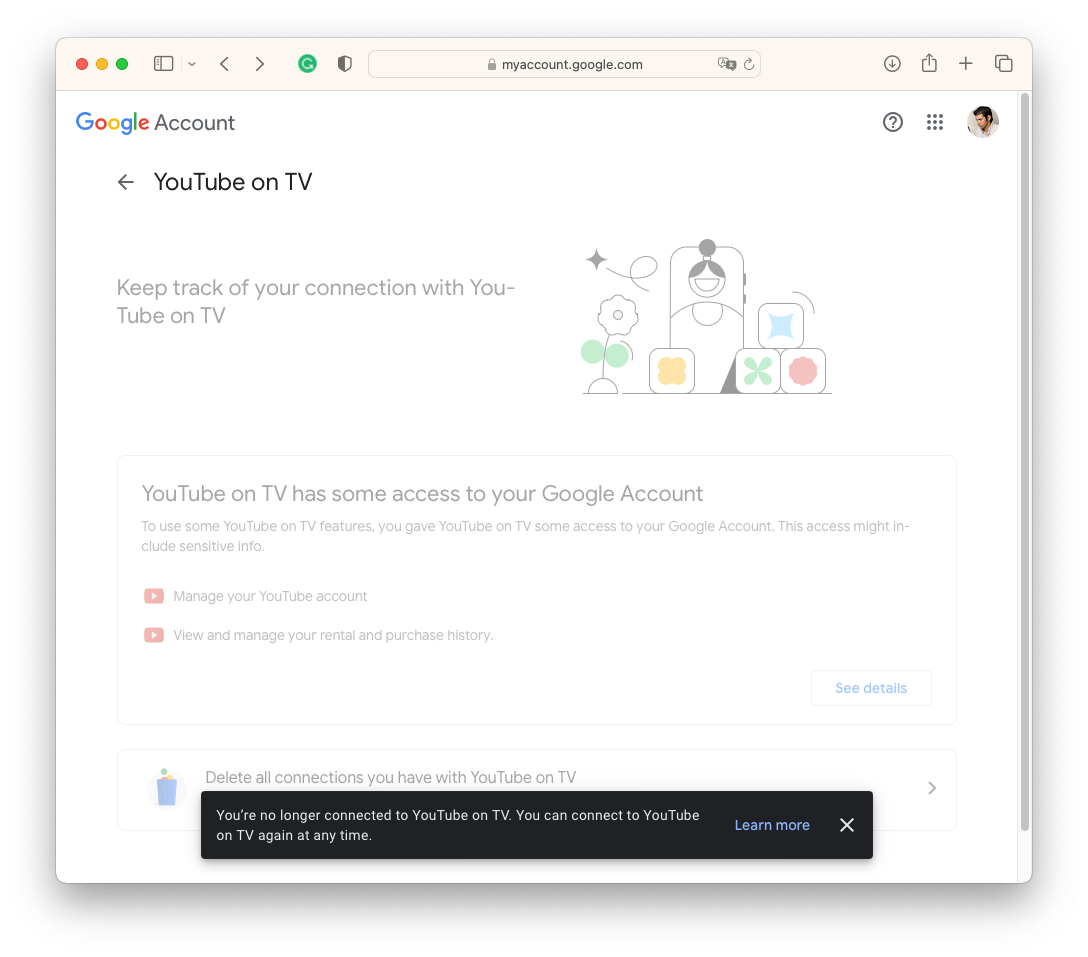 myaccount.google.com
Google Account
YouTube on TV
Keep track of your connection with You-
Tube on TV
YouTube on TV has some access to your Google Account
To use some YouTube on TV features, you gave YouTube on TV some access to your Google Account. This access might in-
clude sensitive info.
Manage your YouTube account
View and manage your rental and purchase history.
See details
Delete all connections you have with YouTube on TV
You’re no longer connected to YouTube on TV. You can connect to YouTube
on TV again at any time.
Learn more